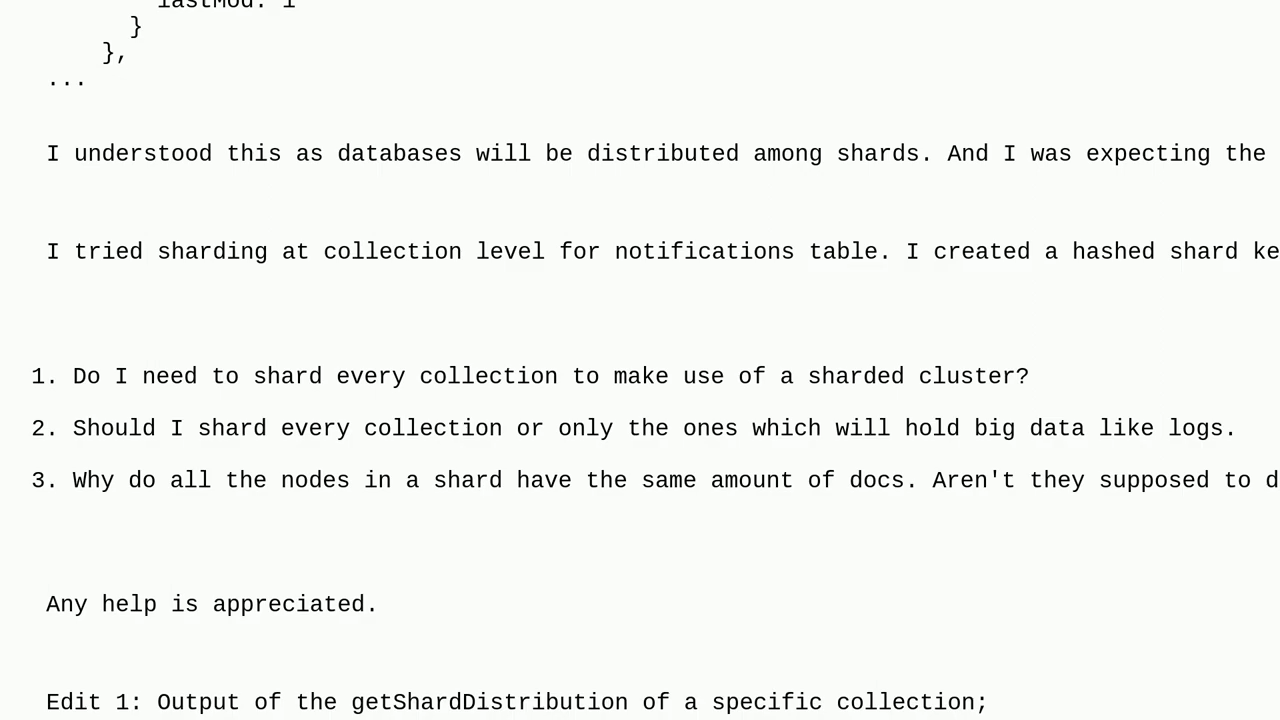 lastMod: 1
}
},
...
I understood this as databases will be distributed among shards. And I was expecting the
I tried sharding at collection level for notifications table. I created a hashed shard ke
1. Do I need to shard every collection to make use of a sharded cluster?
2. Should I shard every collection or only the ones which will hold big data like logs.
3. Why do all the nodes in a shard have the same amount of docs. Aren't they supposed to d
Any help is appreciated.
Edit 1: Output of the getShardDistribution of a specific collection;